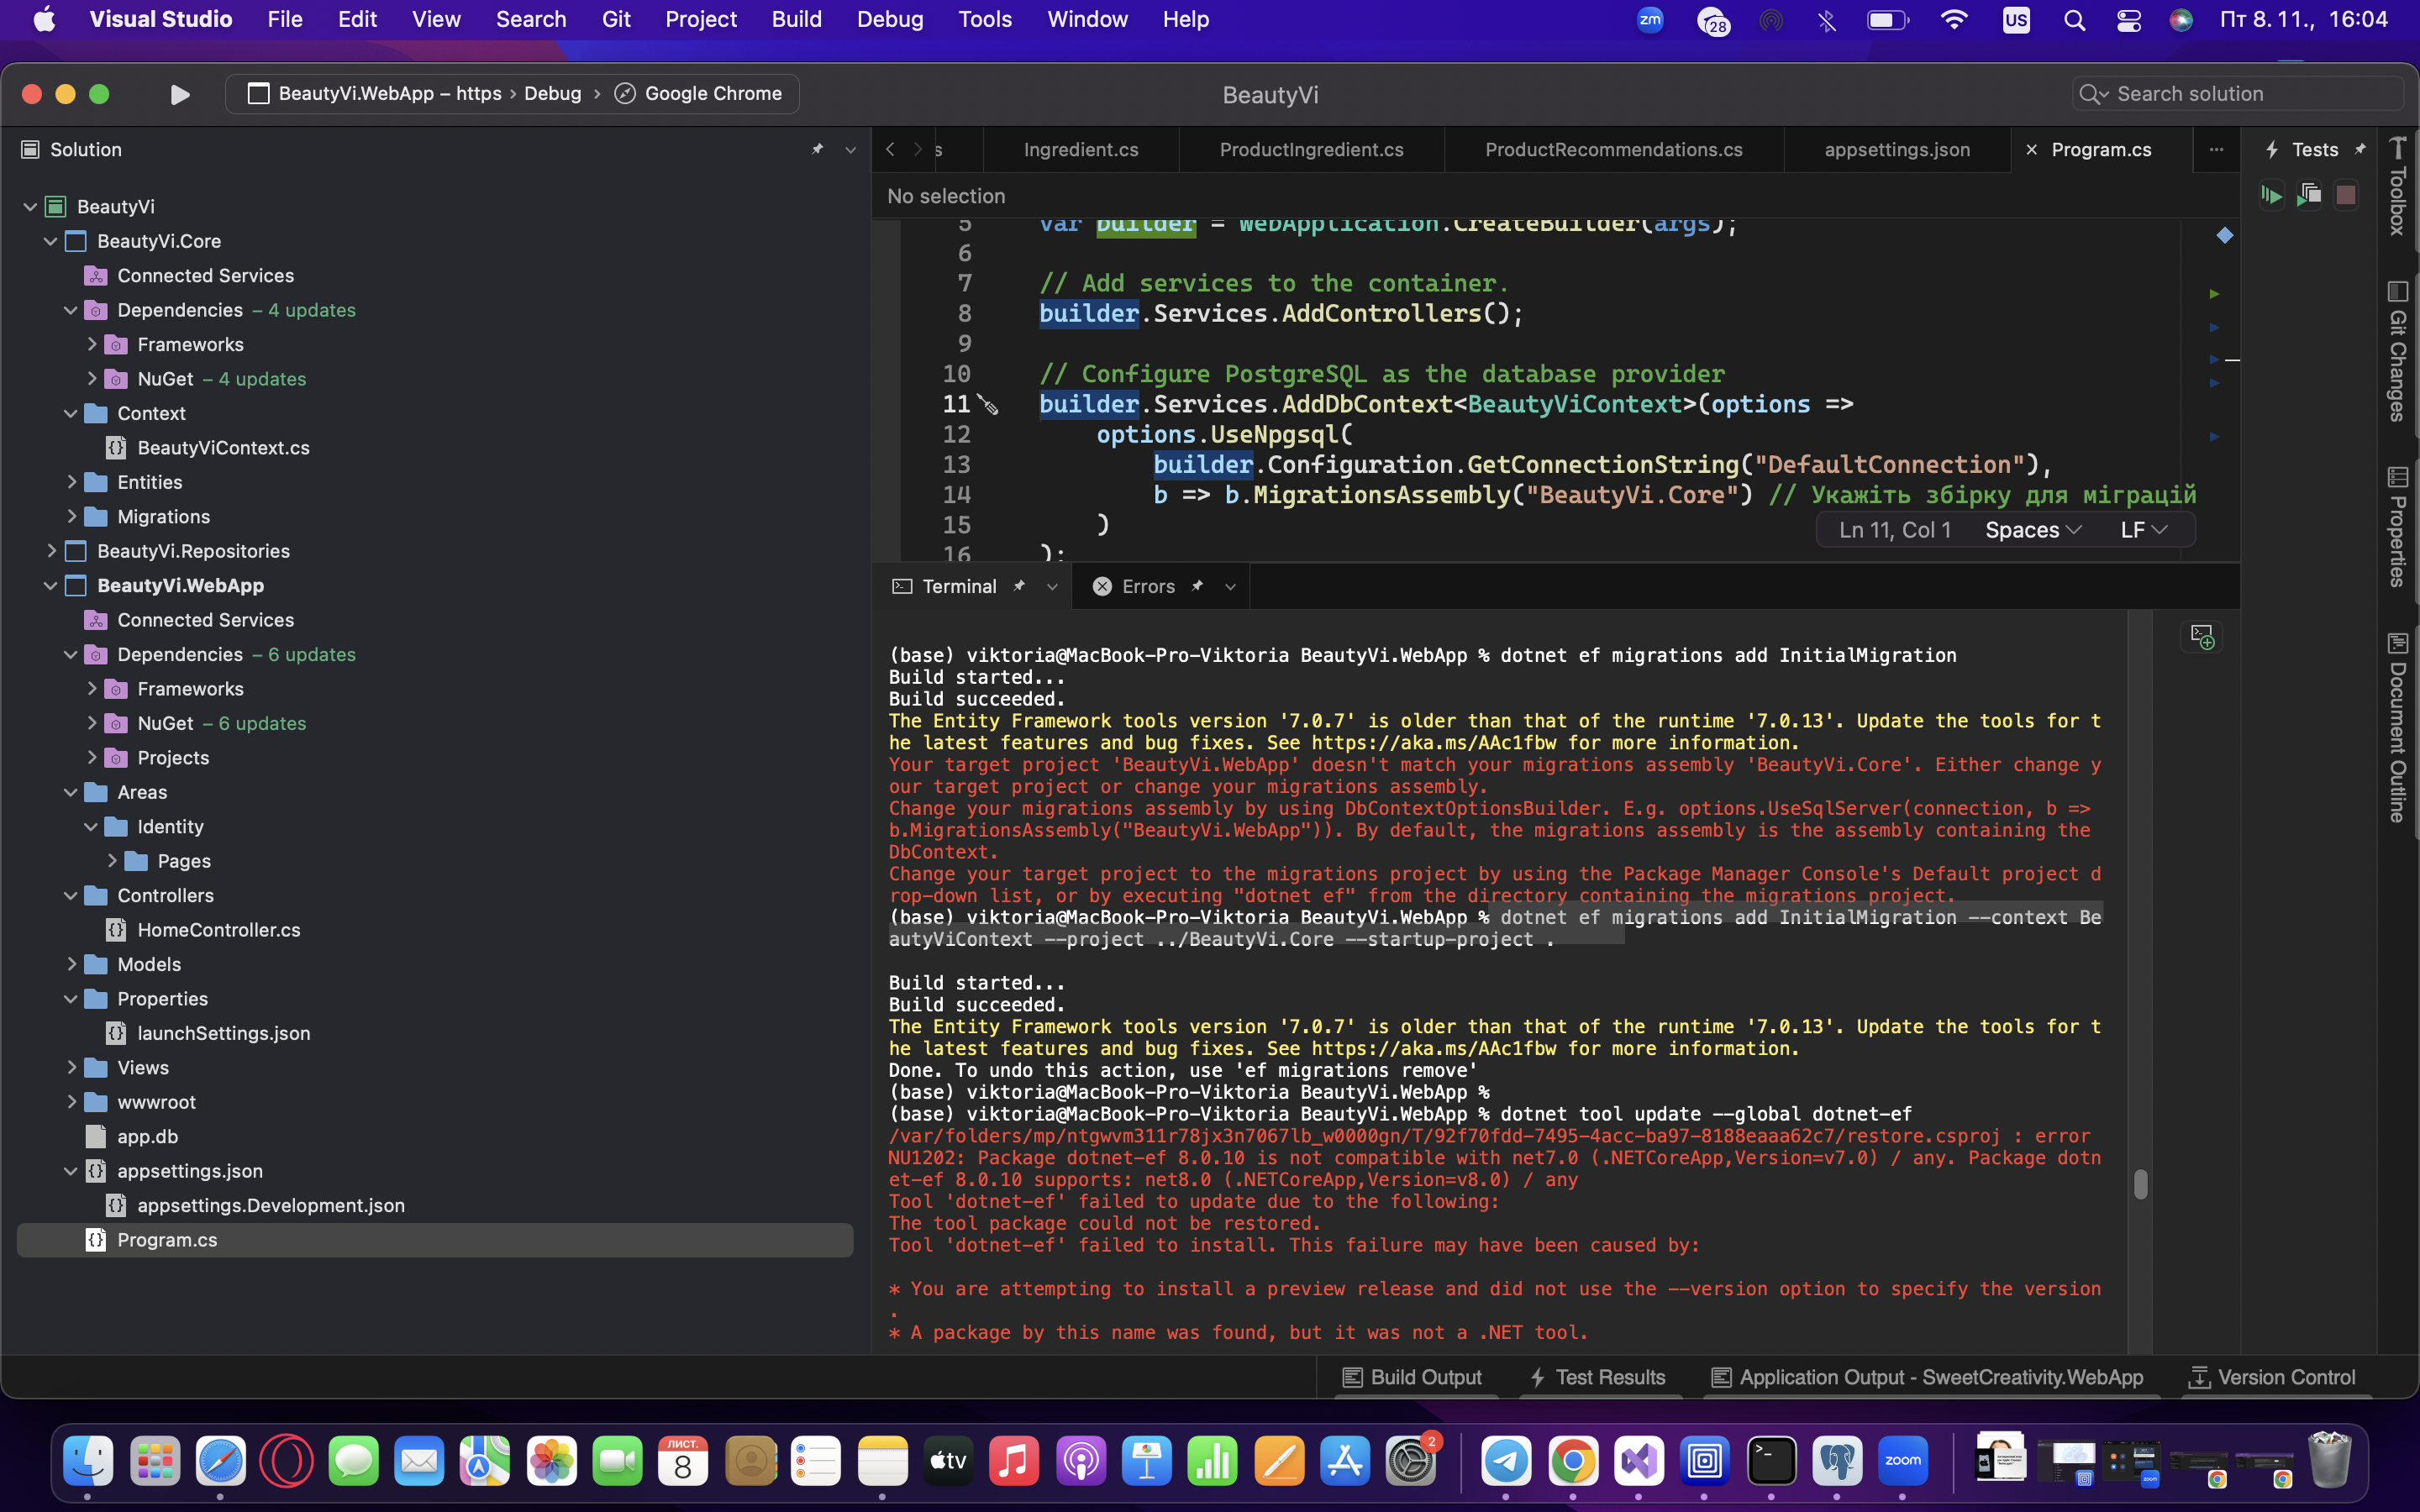 Visual Studio File Edit View Search Git Project Build Debug Tools Window Help zm 28 US Пт 8. 11., 16:04
BeautyVi.WebApp – https › Debug › Google Chrome
BeautyVi
Search solution
Solution
BeautyVi
BeautyVi.Core
Connected Services
Dependencies – 4 updates
Frameworks
NuGet – 4 updates
Context
BeautyViContext.cs
Entities
Migrations
BeautyVi.Repositories
BeautyVi.WebApp
Connected Services
Dependencies – 6 updates
Frameworks
NuGet – 6 updates
Projects
Areas
Identity
Pages
Controllers
HomeController.cs
Models
Properties
launchSettings.json
Views
wwwroot
app.db
appsettings.json
appsettings.Development.json
Program.cs
s Ingredient.cs ProductIngredient.cs ProductRecommendations.cs appsettings.json Program.cs
No selection
5 var builder = WebApplication.CreateBuilder(args);
6
7 // Add services to the container.
8 builder.Services.AddControllers();
9
10 // Configure PostgreSQL as the database provider
11 builder.Services.AddDbContext<BeautyViContext>(options =>
12 options.UseNpgsql(
13 builder.Configuration.GetConnectionString("DefaultConnection"),
14 b => b.MigrationsAssembly("BeautyVi.Core") // Укажіть збірку для міграцій
15 )
16 );
Ln 11, Col 1 Spaces LF
Terminal Errors
(base) viktoria@MacBook-Pro-Viktoria BeautyVi.WebApp % dotnet ef migrations add InitialMigration
Build started...
Build succeeded.
The Entity Framework tools version '7.0.7' is older than that of the runtime '7.0.13'. Update the tools for t
he latest features and bug fixes. See https://aka.ms/AAc1fbw for more information.
Your target project 'BeautyVi.WebApp' doesn't match your migrations assembly 'BeautyVi.Core'. Either change y
our target project or change your migrations assembly.
Change your migrations assembly by using DbContextOptionsBuilder. E.g. options.UseSqlServer(connection, b =>
b.MigrationsAssembly("BeautyVi.WebApp")). By default, the migrations assembly is the assembly containing the
DbContext.
Change your target project to the migrations project by using the Package Manager Console's Default project d
rop-down list, or by executing "dotnet ef" from the directory containing the migrations project.
(base) viktoria@MacBook-Pro-Viktoria BeautyVi.WebApp % dotnet ef migrations add InitialMigration --context Be
autyViContext --project ../BeautyVi.Core --startup-project .
Build started...
Build succeeded.
The Entity Framework tools version '7.0.7' is older than that of the runtime '7.0.13'. Update the tools for t
he latest features and bug fixes. See https://aka.ms/AAc1fbw for more information.
Done. To undo this action, use 'ef migrations remove'
(base) viktoria@MacBook-Pro-Viktoria BeautyVi.WebApp %
(base) viktoria@MacBook-Pro-Viktoria BeautyVi.WebApp % dotnet tool update --global dotnet-ef
/var/folders/mp/ntgwvm311r78jx3n7067lb_w0000gn/T/92f70fdd-7495-4acc-ba97-8188eaaa62c7/restore.csproj : error
NU1202: Package dotnet-ef 8.0.10 is not compatible with net7.0 (.NETCoreApp,Version=v7.0) / any. Package dotn
et-ef 8.0.10 supports: net8.0 (.NETCoreApp,Version=v8.0) / any
Tool 'dotnet-ef' failed to update due to the following:
The tool package could not be restored.
Tool 'dotnet-ef' failed to install. This failure may have been caused by:
* You are attempting to install a preview release and did not use the --version option to specify the version
.
* A package by this name was found, but it was not a .NET tool.
Tests
Toolbox
Git Changes
Properties
Document Outline
Build Output Test Results Application Output - SweetCreativity.WebApp Version Control
ЛИСТ.
8
tv
2
zoom